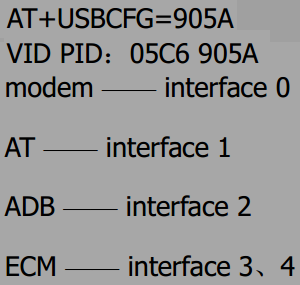 AT+USBCFG=905A
VID PID：05C6 905A
modem —— interface 0
AT —— interface 1
ADB —— interface 2
ECM —— interface 3、4